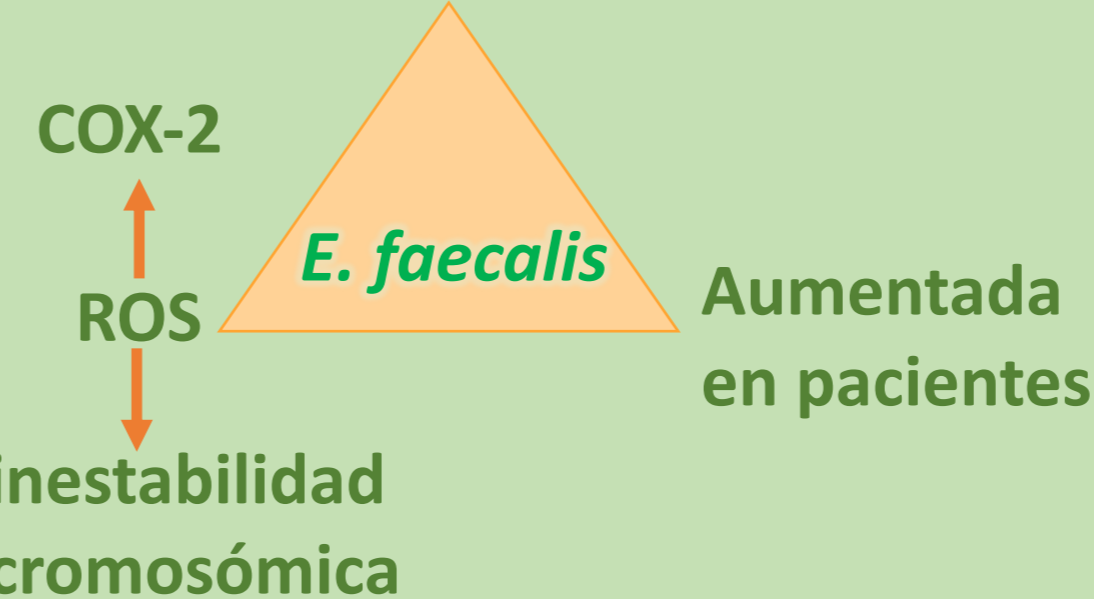 COX-2
E. faecalis
ROS
Aumentada
en pacientes
inestabilidad
cromosómica